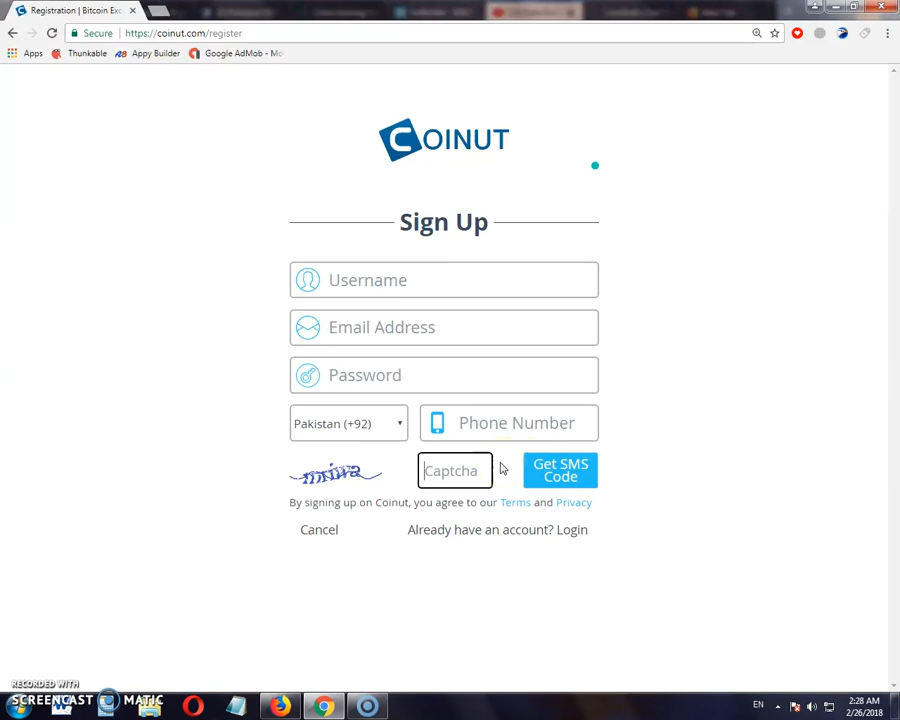 Registration | Bitcoin Exc
Secure | https://coinut.com/register
Apps Thunkable Appy Builder Google AdMob - Mo
COINUT
Sign Up
Username
Email Address
Password
Pakistan (+92) Phone Number
Captcha Get SMS Code
By signing up on Coinut, you agree to our Terms and Privacy
Cancel Already have an account? Login
RECORDED WITH
SCREENCAST MATIC
EN 2:28 AM
2/26/2018